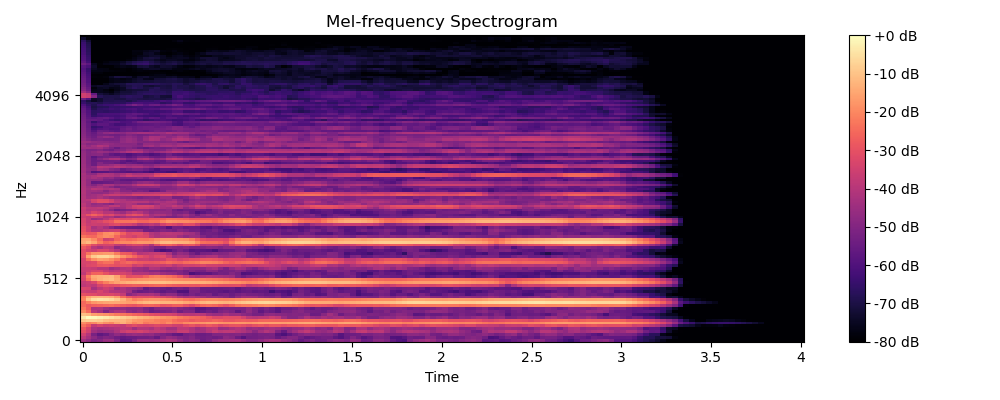 Mel-frequency Spectrogram
Hz
4096
2048
1024
512
0
0 0.5 1 1.5 2 2.5 3 3.5 4
Time
+0 dB
-10 dB
-20 dB
-30 dB
-40 dB
-50 dB
-60 dB
-70 dB
-80 dB